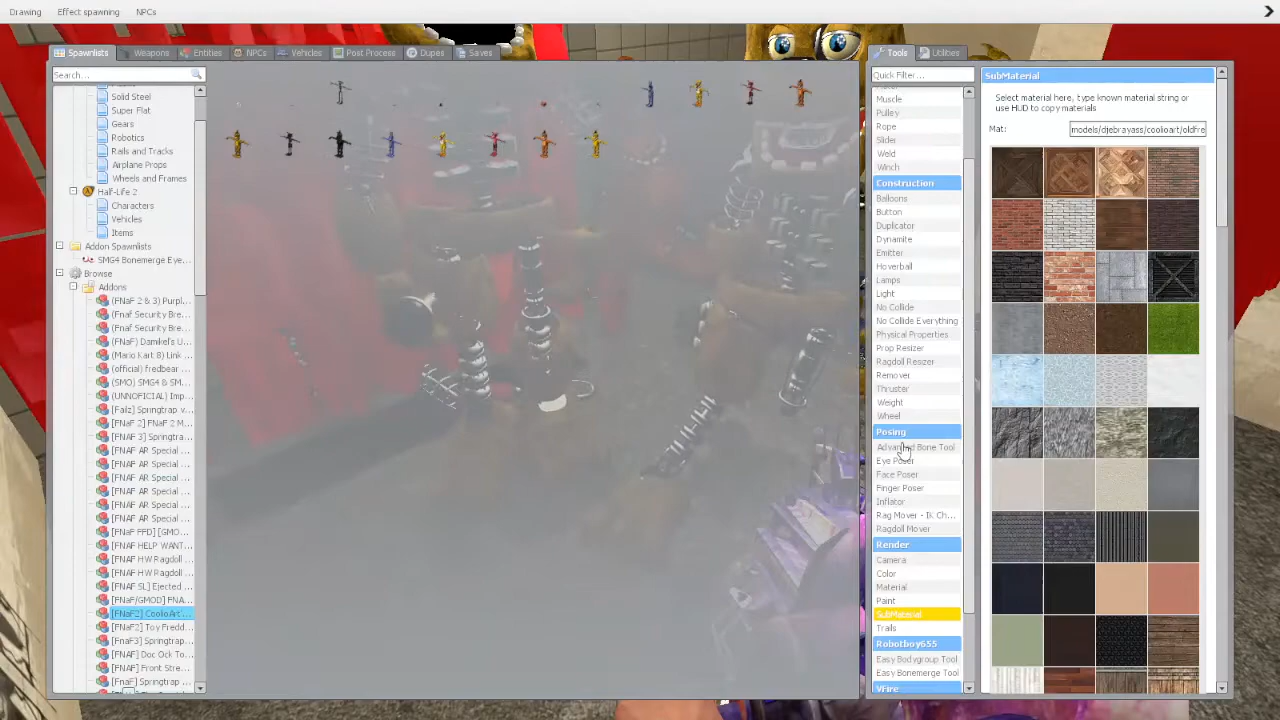 Drawing
Effect spawning
NPCs
Spawnlists
Weapons
Entities
NPCs
Vehicles
Post Process
Dupes
Saves
Search...
Solid Steel
Super Flat
Gears
Robotics
Rails and Tracks
Airplane Props
Wheels and Frames
Half-Life 2
Characters
Vehicles
Items
Addon Spawnlists
SMG4 Bonemerge Eye...
Browse
Addons
(FNaF 2 & 3) Purpl...
(Fnaf Security Bre...
(Fnaf Security Bre...
(FNaF) Damikel's U...
(Mario Kart 8) Link ...
(official) fredbear ...
(SMO) SMG4 & SM...
(UNNOFICIAL) Imp...
[Failz] Springtrap v...
[FNAF 2] FNaF 2 M...
[FNAF 3] Springtra...
[FNAF AR Special ...
[FNAF AR Special ...
[FNAF AR Special ...
[FNAF AR Special ...
[FNAF AR Special ...
[FNAF AR Special ...
[FNaF FFD] [GMO...
[FNAF HELP WANT...
[FNAF HW Ragdoll ...
[FNAF HW Ragdoll ...
[FNAF SL] Ejected ...
[FNAF/GMOD] FNA...
[FNaF2] CoolioArt'...
[FNaF2] Toy Fredd...
[FnaF3] Springtrap...
[FNAF] Doc Ock To...
[FNAF] Front Stre...
[FNaF] Springtrap ...
Tools
Utilities
Quick Filter...
Muscle
Pulley
Rope
Slider
Weld
Winch
Construction
Balloons
Button
Duplicator
Dynamite
Emitter
Hoverball
Lamps
Light
No Collide
No Collide Everything
Physical Properties
Prop Resizer
Ragdoll Resizer
Remover
Thruster
Weight
Wheel
Posing
Advanced Bone Tool
Eye Poser
Face Poser
Finger Poser
Inflator
Rag Mover - Ik Ch...
Ragdoll Mover
Render
Camera
Color
Material
Paint
SubMaterial
Trails
Robotboy655
Easy Bodygroup Tool
Easy Bonemerge Tool
VFire
SubMaterial
Select material here, type known material string or
use HUD to copy materials
Mat:
models/djebrayass/coolioart/oldfre